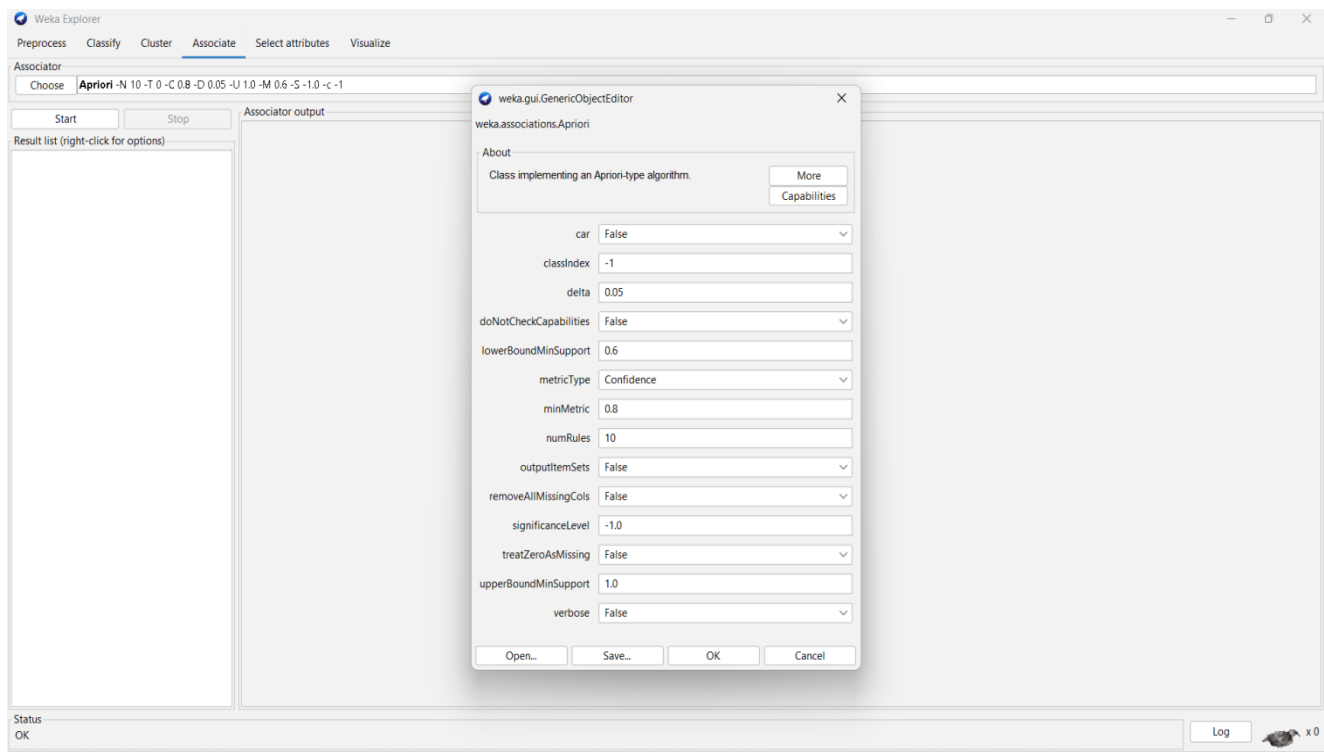 Weka Explorer
Preprocess Classify Cluster Associate Select attributes Visualize
Associator
Choose Apriori -N 10 -T 0 -C 0.8 -D 0.05 -U 1.0 -M 0.6 -S -1.0 -c -1
Start Stop
Result list (right-click for options)
Associator output
weka.gui.GenericObjectEditor
weka.associations.Apriori
About
Class implementing an Apriori-type algorithm.
More
Capabilities
car False
classIndex -1
delta 0.05
doNotCheckCapabilities False
lowerBoundMinSupport 0.6
metricType Confidence
minMetric 0.8
numRules 10
outputItemSets False
removeAllMissingCols False
significanceLevel -1.0
treatZeroAsMissing False
upperBoundMinSupport 1.0
verbose False
Open... Save... OK Cancel
Status
OK
Log x 0